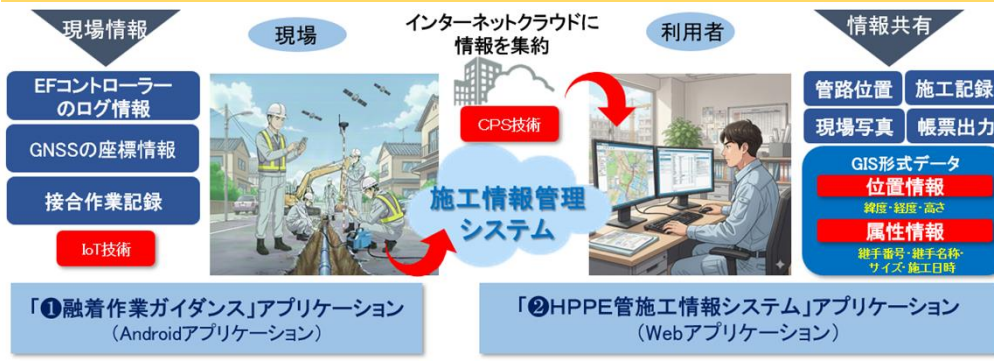 現場情報
現場
インターネットクラウドに
情報を集約
利用者
情報共有
EFコントローラー
のログ情報
GNSSの座標情報
接合作業記録
IoT技術
CPS技術
施工情報管理
システム
管路位置
施工記録
現場写真
帳票出力
GIS形式データ
位置情報
緯度・経度・高さ
属性情報
継手番号・継手名称・
サイズ・施工日時
「❶融着作業ガイダンス」アプリケーション
（Androidアプリケーション）
「❷HPPE管施工情報システム」アプリケーション
（Webアプリケーション）